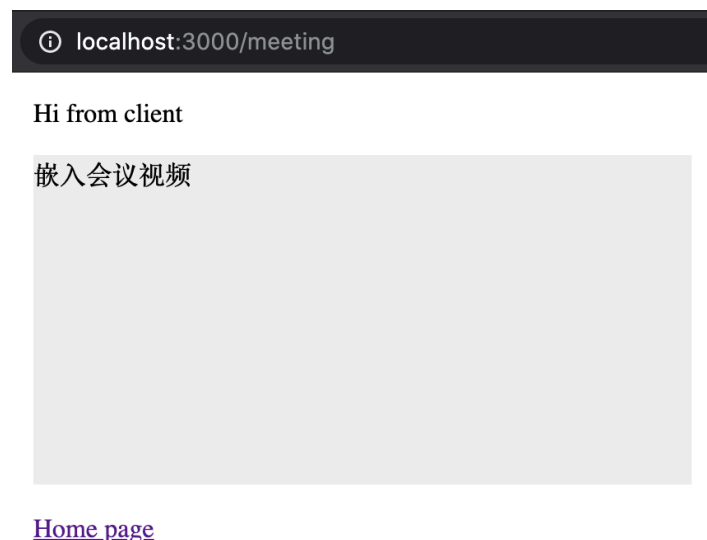 localhost:3000/meeting
Hi from client
嵌入会议视频
Home page